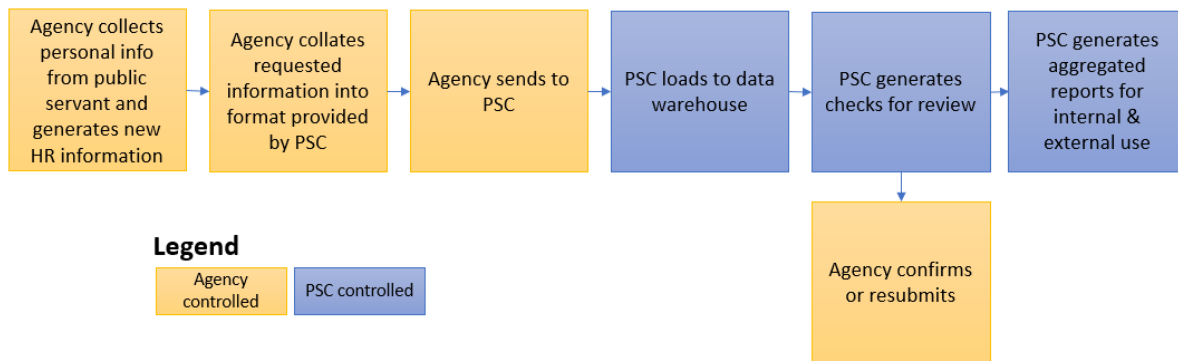 Agency collects
personal info
from public
servant and
generates new
HR information
Agency collates
requested
information into
format provided
by PSC
Agency sends to
PSC
PSC loads to data
warehouse
PSC generates
checks for review
PSC generates
aggregated
reports for
internal &
external use
Agency confirms
or resubmits
Legend
Agency
controlled
PSC controlled